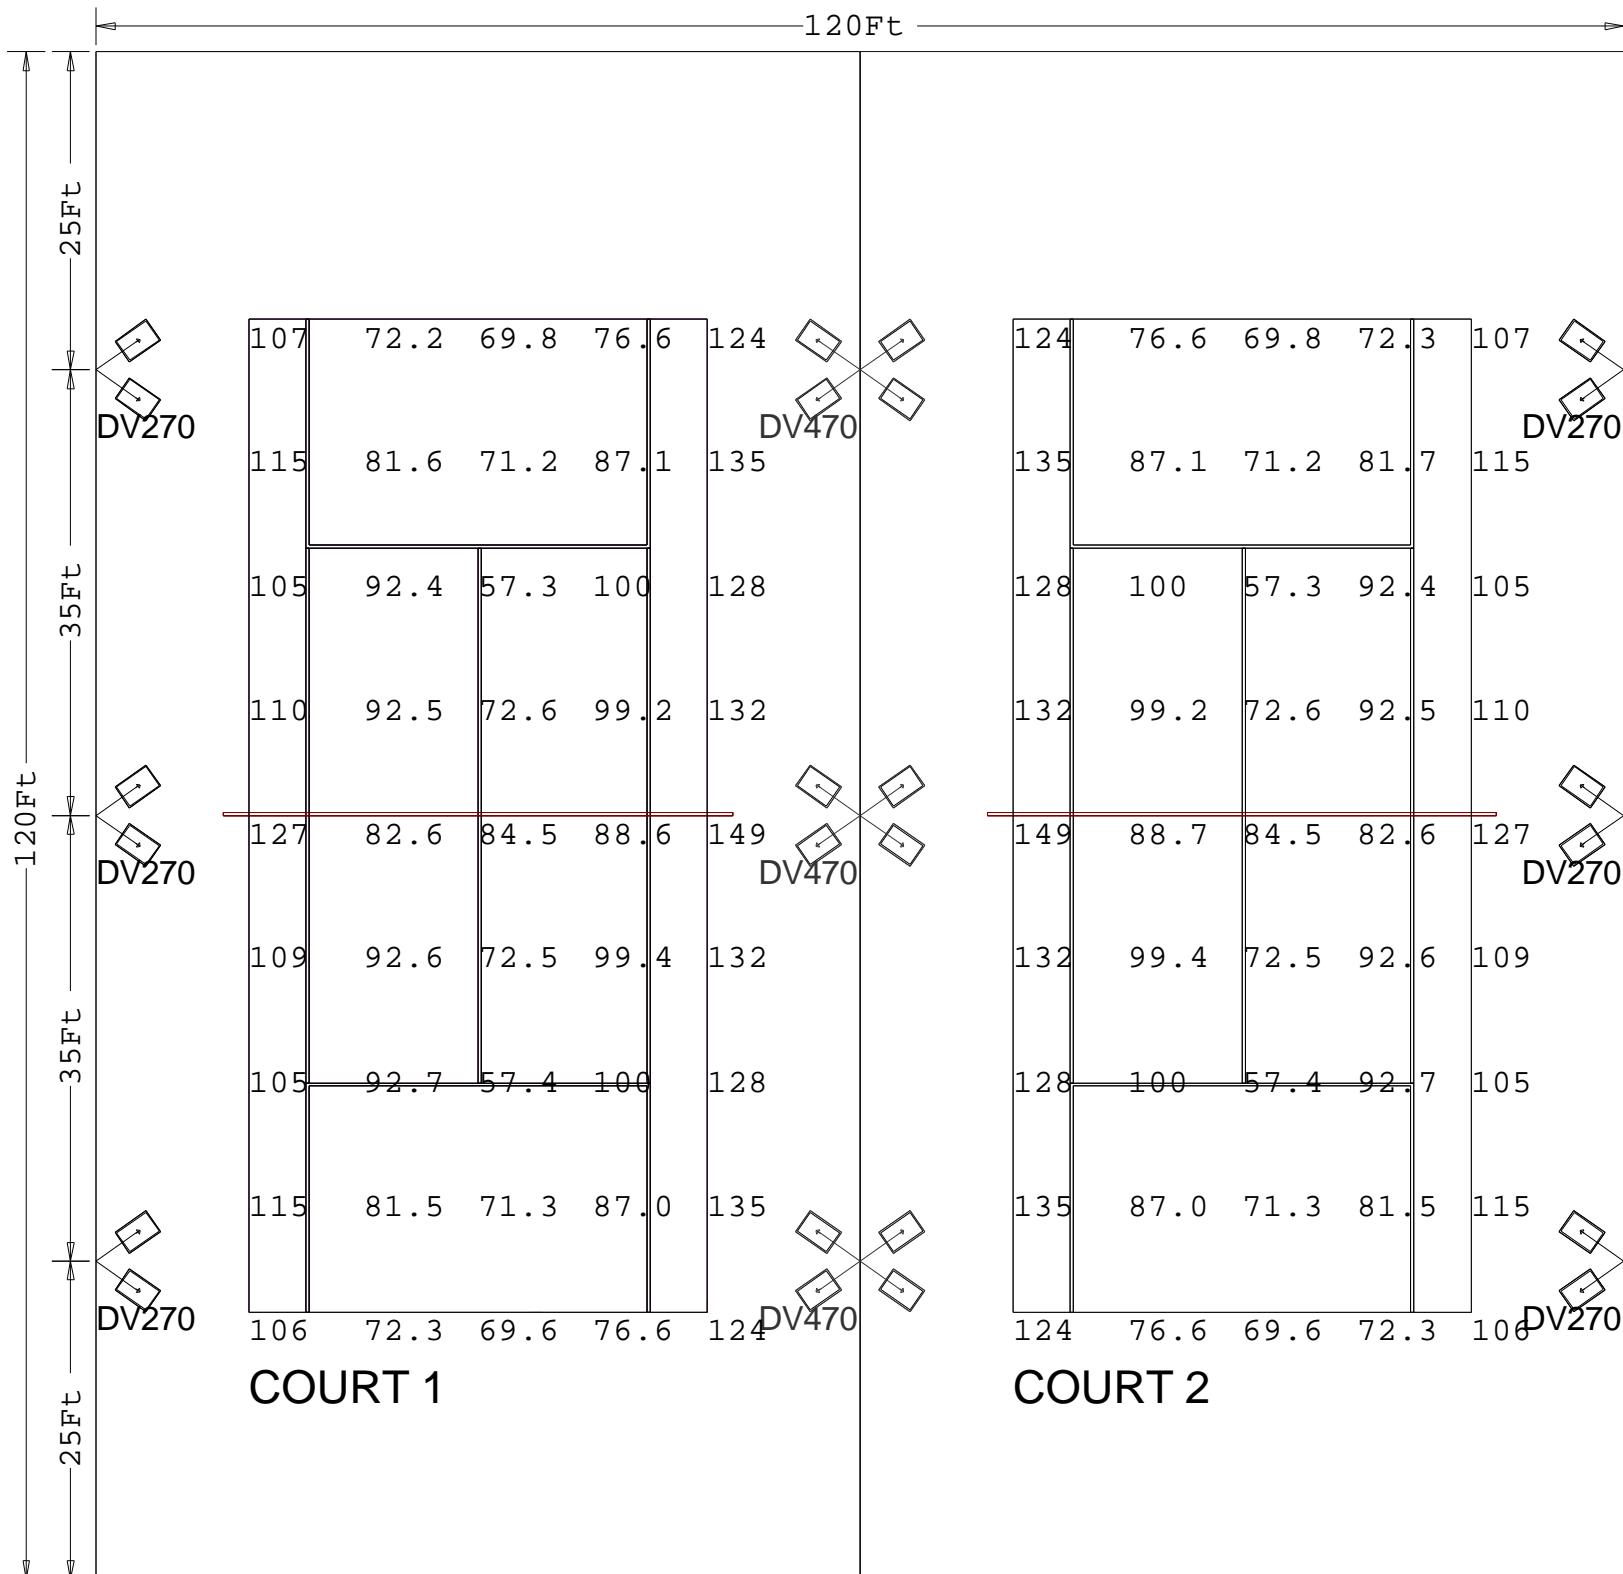 120Ft
25Ft
107 72.2 69.8 76.6 124 124 76.6 69.8 72.3 107
DV270 DV470 DV270
115 81.6 71.2 87.1 135 135 87.1 71.2 81.7 115
35Ft
105 92.4 57.3 100 128 128 100 57.3 92.4 105
110 92.5 72.6 99.2 132 132 99.2 72.6 92.5 110
120Ft
127 82.6 84.5 88.6 149 149 88.7 84.5 82.6 127
DV270 DV470 DV270
109 92.6 72.5 99.4 132 132 99.4 72.5 92.6 109
35Ft
105 92.7 57.4 100 128 128 100 57.4 92.7 105
115 81.5 71.3 87.0 135 135 87.0 71.3 81.5 115
DV270 DV470 DV270
106 72.3 69.6 76.6 124 124 76.6 69.6 72.3 106
COURT 1 COURT 2
25Ft